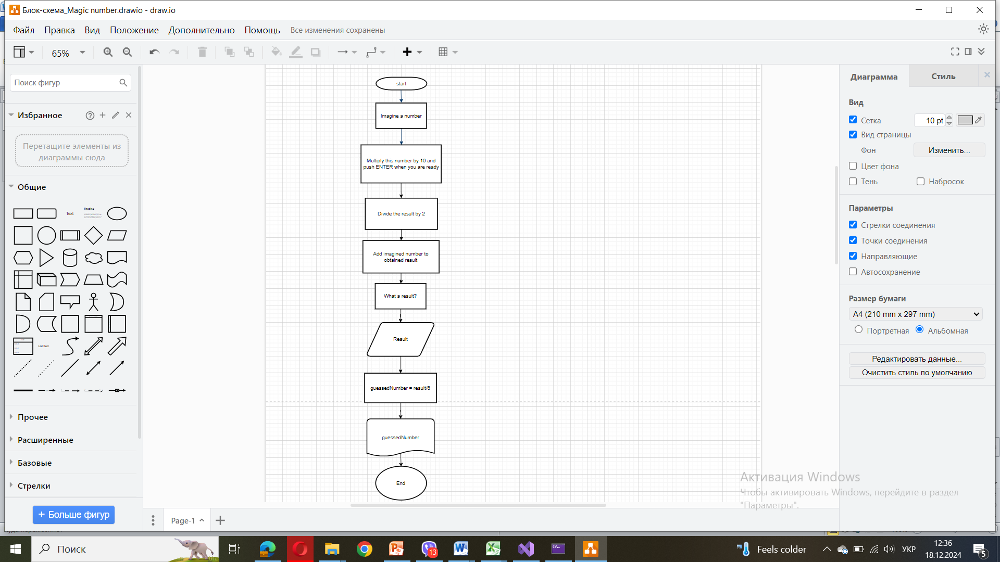 Блок-схема_Magic number.drawio - draw.io
Файл Правка Вид Положение Дополнительно Помощь Все изменения сохранены
65%
Поиск фигур
Избранное
Перетащите элементы из
диаграммы сюда
Общие
Text
Heading
List Item
Прочее
Расширенные
Базовые
Стрелки
+ Больше фигур
start
Imagine a number
Multiply this number by 10 and
push ENTER when you are ready
Divide the result by 2
Add imagined number to
obtained result
What a result?
Result
guessedNumber = result/6
guessedNumber
End
Page-1
Диаграмма Стиль
Вид
Сетка 10 pt
Вид страницы
Фон Изменить...
Цвет фона
Тень Набросок
Параметры
Стрелки соединения
Точки соединения
Направляющие
Автосохранение
Размер бумаги
A4 (210 mm x 297 mm)
Портретная Альбомная
Редактировать данные...
Очистить стиль по умолчанию
Активация Windows
Чтобы активировать Windows, перейдите в раздел
"Параметры".
Поиск
13
Feels colder
УКР
12:36
18.12.2024
5